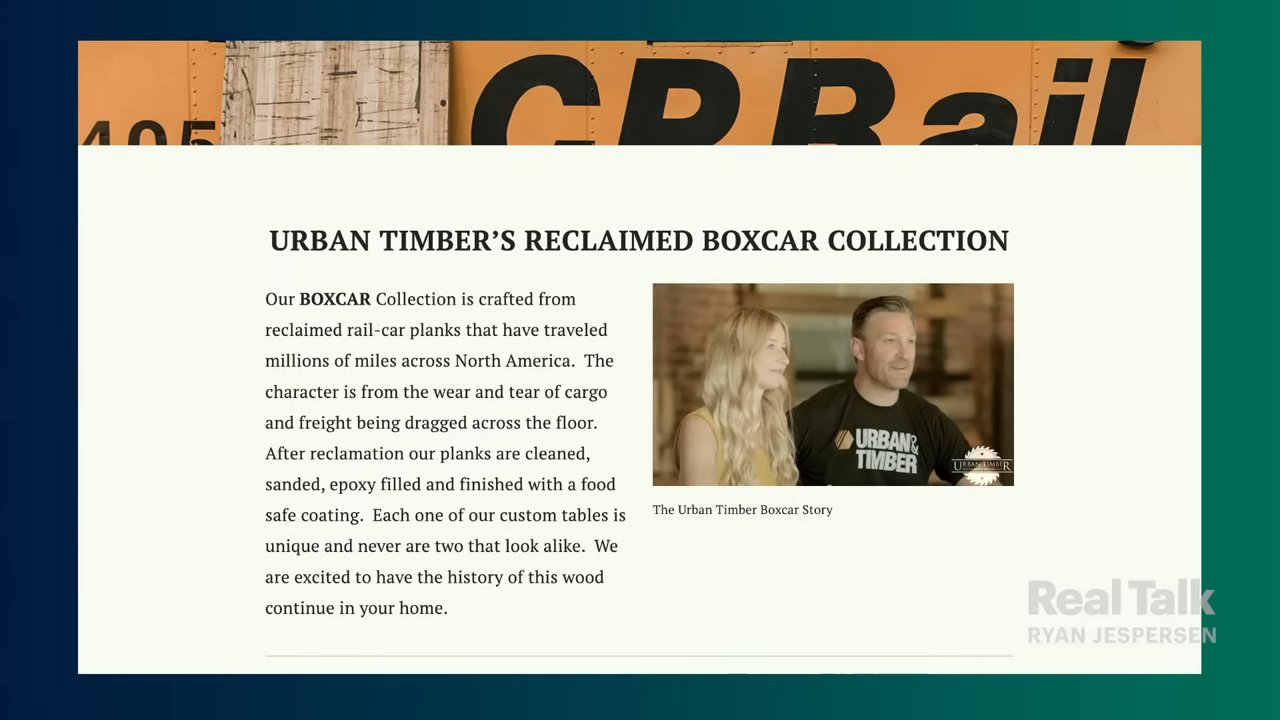 405
CP Rail
URBAN TIMBER’S RECLAIMED BOXCAR COLLECTION
Our BOXCAR Collection is crafted from
reclaimed rail-car planks that have traveled
millions of miles across North America.  The
character is from the wear and tear of cargo
and freight being dragged across the floor.
After reclamation our planks are cleaned,
sanded, epoxy filled and finished with a food
safe coating.  Each one of our custom tables is
unique and never are two that look alike.  We
are excited to have the history of this wood
continue in your home.
URBAN&
TIMBER
URBAN TIMBER
The Urban Timber Boxcar Story
Real Talk
RYAN JESPERSEN